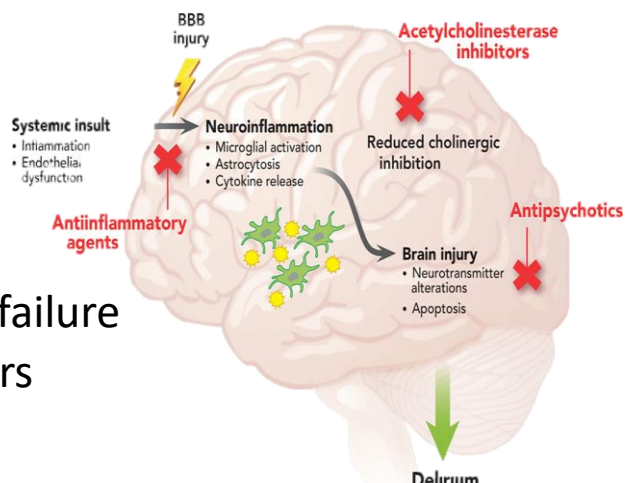 BBB
injury
Acetylcholinesterase
inhibitors
Systemic insult
• Inflammation
• Endothelial
dysfunction
Neuroinflammation
• Microglial activation
• Astrocytosis
• Cytokine release
Reduced cholinergic
inhibition
Antiinflammatory
agents
Antipsychotics
Brain injury
• Neurotransmitter
alterations
• Apoptosis
failure
rs
Delirium